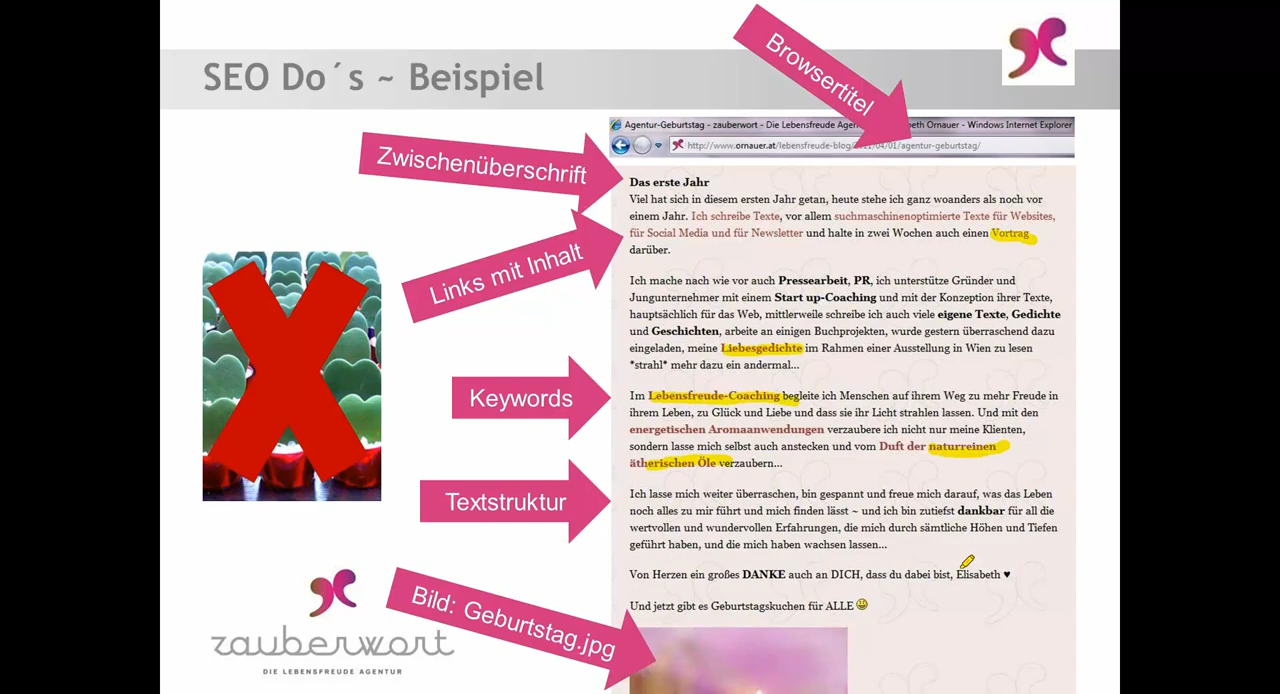 SEO Do´s ~ Beispiel
Browsertitel
Agentur-Geburtstag - zauberwort - Die Lebensfreude Agen beth Ornauer - Windows Internet Explorer
http://www.ornauer.at/lebensfreude-blog/2011/04/01/agentur-geburtstag/
Zwischenüberschrift
Das erste Jahr
Viel hat sich in diesem ersten Jahr getan, heute stehe ich ganz woanders als noch vor
einem Jahr. Ich schreibe Texte, vor allem suchmaschinenoptimierte Texte für Websites,
für Social Media und für Newsletter und halte in zwei Wochen auch einen Vortrag
darüber.
Links mit Inhalt
Ich mache nach wie vor auch Pressearbeit, PR, ich unterstütze Gründer und
Jungunternehmer mit einem Start up-Coaching und mit der Konzeption ihrer Texte,
hauptsächlich für das Web, mittlerweile schreibe ich auch viele eigene Texte, Gedichte
und Geschichten, arbeite an einigen Buchprojekten, wurde gestern überraschend dazu
eingeladen, meine Liebesgedichte im Rahmen einer Ausstellung in Wien zu lesen
*strahl* mehr dazu ein andermal...
Keywords
Im Lebensfreude-Coaching begleite ich Menschen auf ihrem Weg zu mehr Freude in
ihrem Leben, zu Glück und Liebe und dass sie ihr Licht strahlen lassen. Und mit den
energetischen Aromaanwendungen verzaubere ich nicht nur meine Klienten,
sondern lasse mich selbst auch anstecken und vom Duft der naturreinen
ätherischen Öle verzaubern...
Textstruktur
Ich lasse mich weiter überraschen, bin gespannt und freue mich darauf, was das Leben
noch alles zu mir führt und mich finden lässt ~ und ich bin zutiefst dankbar für all die
wertvollen und wundervollen Erfahrungen, die mich durch sämtliche Höhen und Tiefen
geführt haben, und die mich haben wachsen lassen...
Von Herzen ein großes DANKE auch an DICH, dass du dabei bist, Elisabeth ♥
Und jetzt gibt es Geburtstagskuchen für ALLE
Bild: Geburtstag.jpg
zauberwort
DIE LEBENSFREUDE AGENTUR